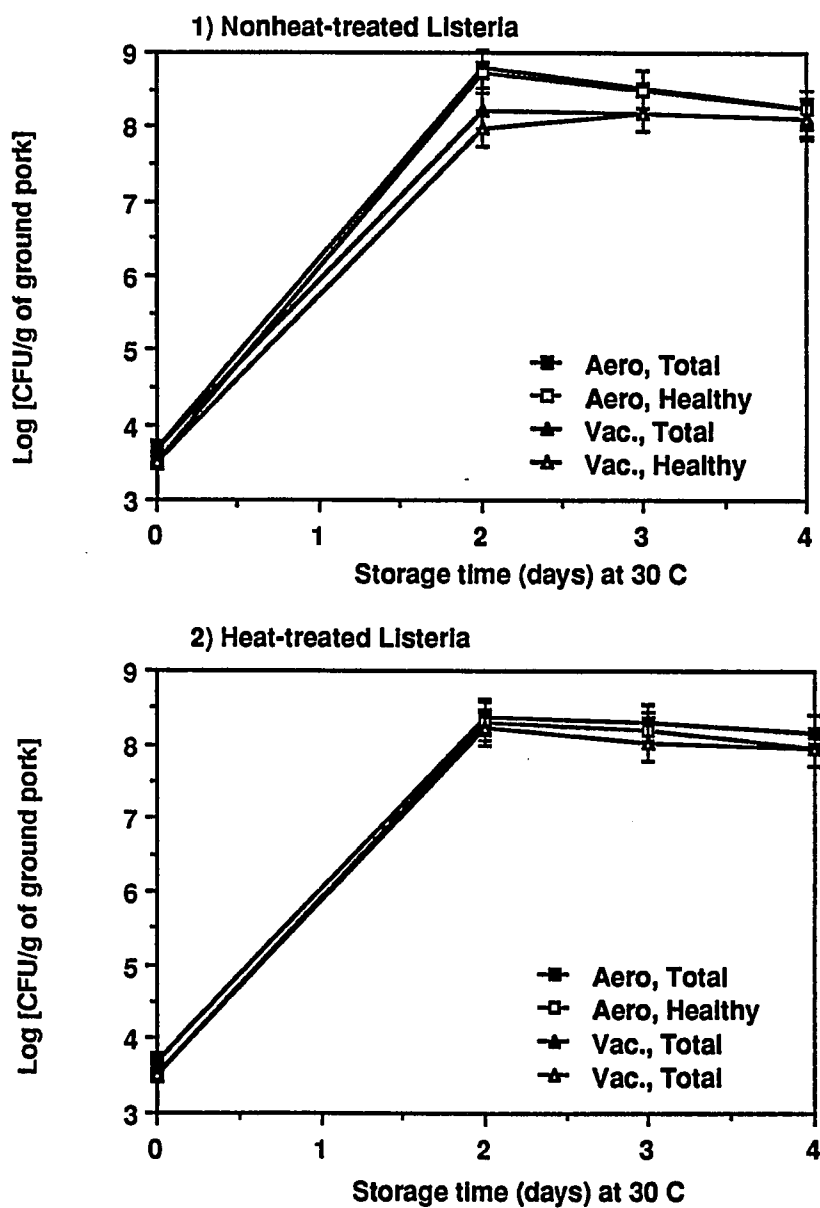 1) Nonheat-treated Listeria
9
8
7
6
5
4
3
Log [CFU/g of ground pork]
Aero, Total
Aero, Healthy
Vac., Total
Vac., Healthy
0 1 2 3 4
Storage time (days) at 30 C
2) Heat-treated Listeria
9
8
7
6
5
4
3
Log [CFU/g of ground pork]
Aero, Total
Aero, Healthy
Vac., Total
Vac., Total
0 1 2 3 4
Storage time (days) at 30 C